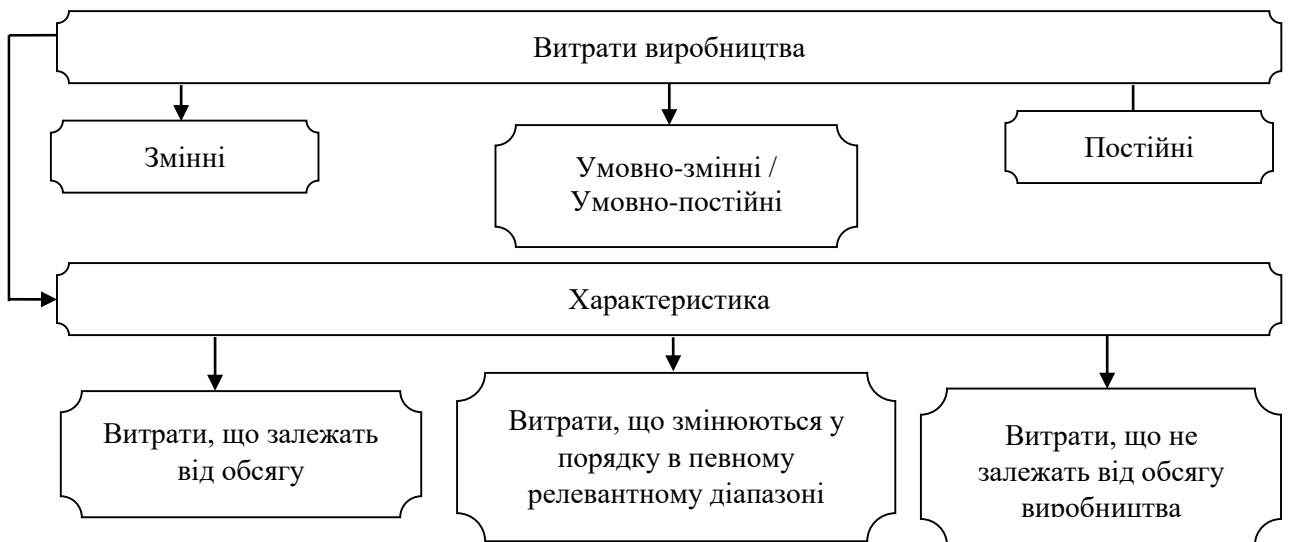 Витрати виробництва
Змінні
Умовно-змінні /
Умовно-постійні
Постійні
Характеристика
Витрати, що залежать
від обсягу
Витрати, що змінюються у
порядку в певному
релевантному діапазоні
Витрати, що не
залежать від обсягу
виробництва